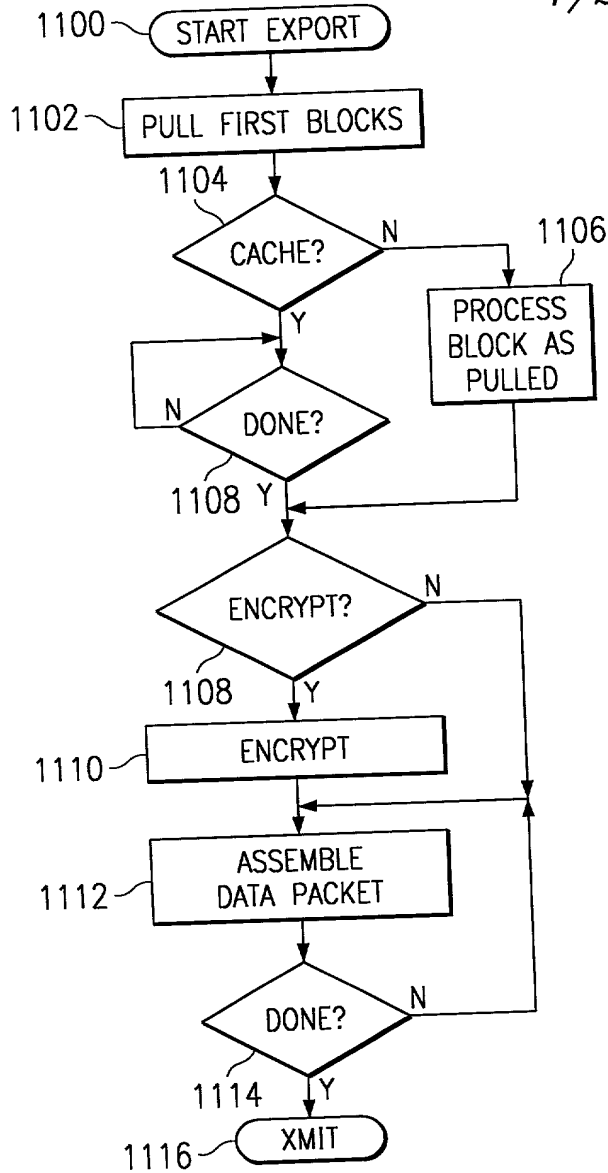 1100 START EXPORT
1102 PULL FIRST BLOCKS
1104
CACHE?
N
1106
PROCESS
BLOCK AS
PULLED
Y
N
DONE?
1108
Y
ENCRYPT?
N
1108
Y
1110 ENCRYPT
ASSEMBLE
1112 DATA PACKET
DONE?
N
1114
Y
1116 XMIT